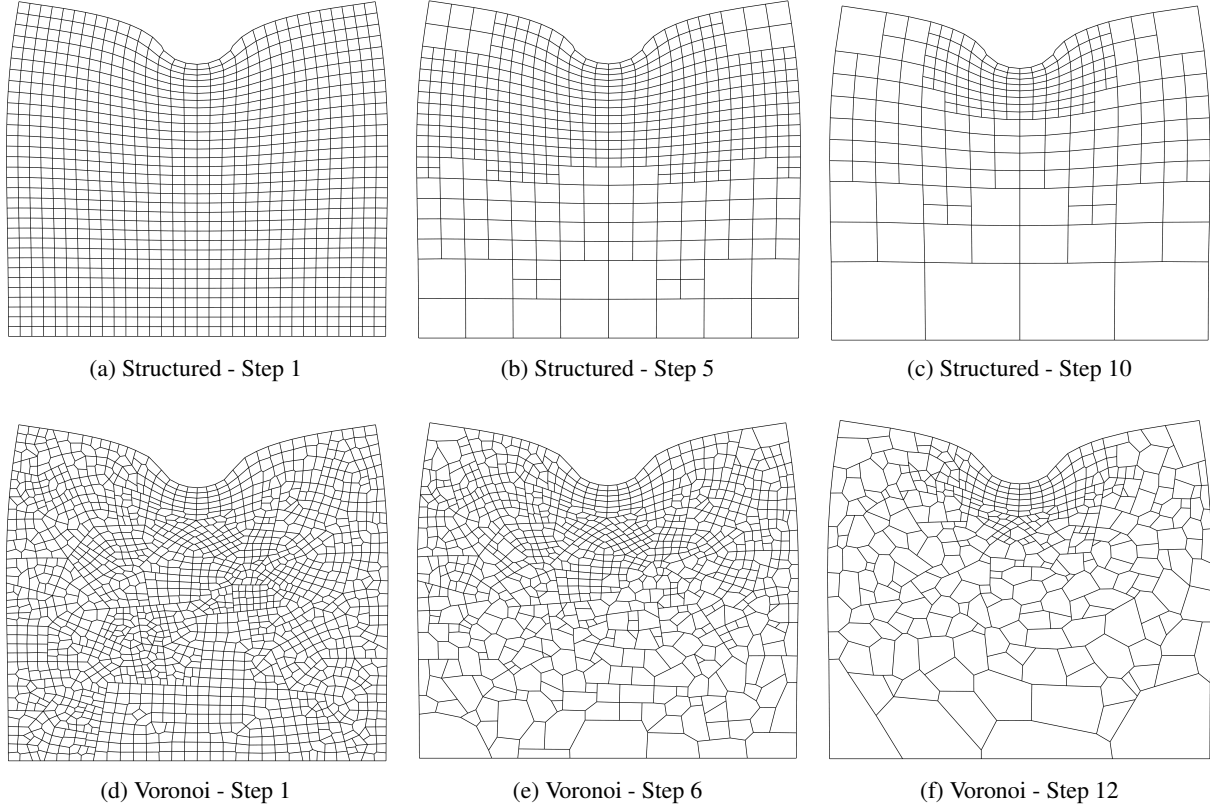 (a) Structured - Step 1
(b) Structured - Step 5
(c) Structured - Step 10
(d) Voronoi - Step 1
(e) Voronoi - Step 6
(f) Voronoi - Step 12